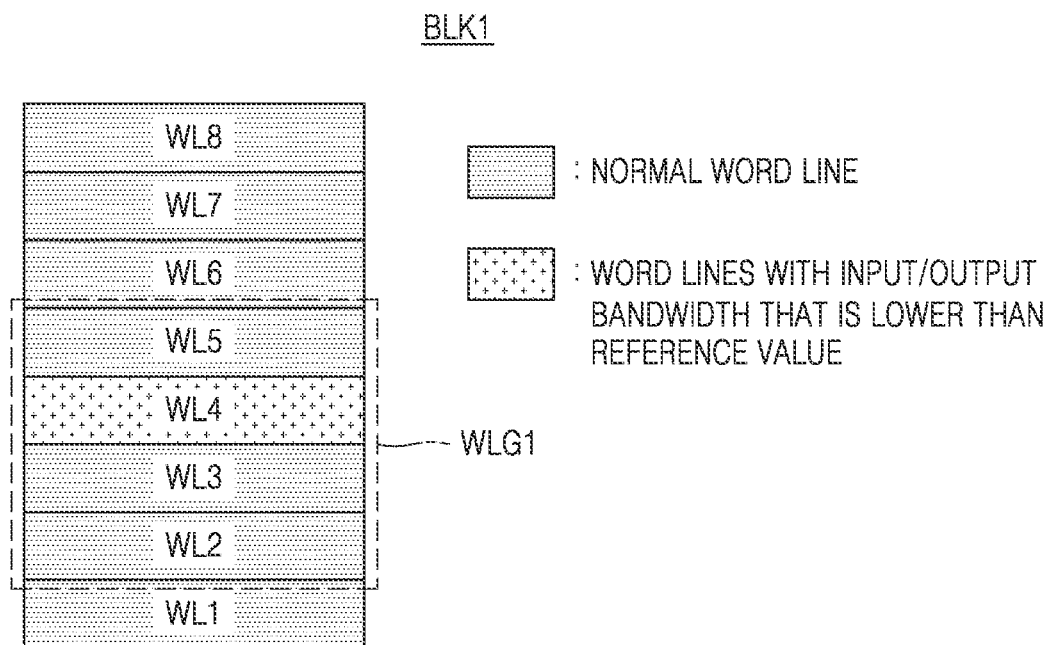 BLK1
WL8
WL7
WL6
WL5
WL4
WL3
WL2
WL1
WLG1
: NORMAL WORD LINE
: WORD LINES WITH INPUT/OUTPUT
BANDWIDTH THAT IS LOWER THAN
REFERENCE VALUE